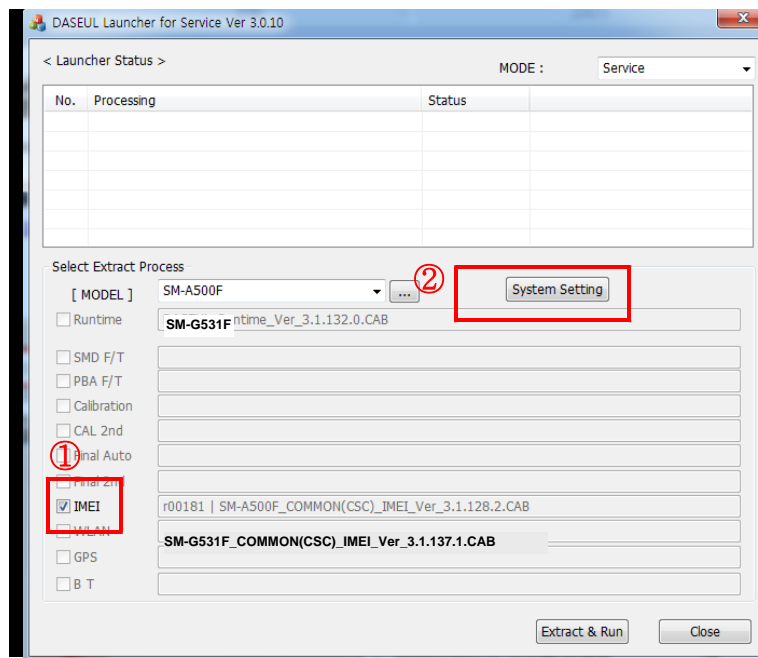 DASEUL Launcher for Service Ver 3.0.10
X
< Launcher Status >
MODE : Service
No. Processing Status
Select Extract Process
[ MODEL ] SM-A500F ... ② System Setting
Runtime SM-G531F ntime_Ver_3.1.132.0.CAB
SMD F/T
PBA F/T
Calibration
CAL 2nd
① Final Auto
Final 2nd
IMEI r00181 | SM-A500F_COMMON(CSC)_IMEI_Ver_3.1.128.2.CAB
WLAN
SM-G531F_COMMON(CSC)_IMEI_Ver_3.1.137.1.CAB
GPS
B T
Extract & Run Close